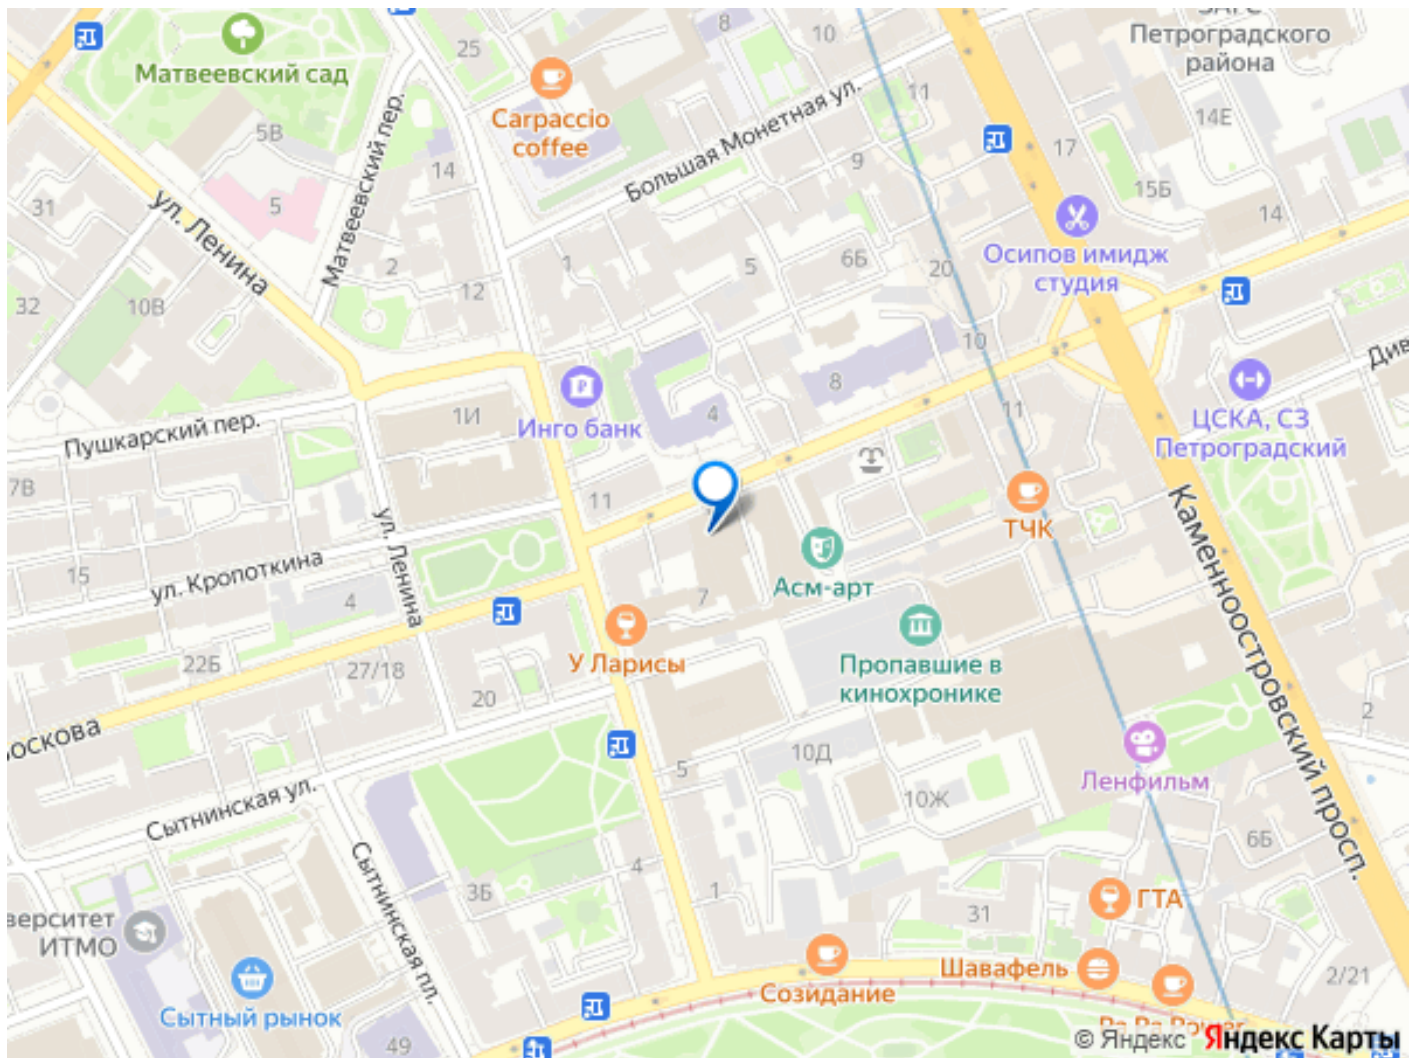 ЗАГС
Петроградского
района
8
10
25
Матвеевский сад
Carpaccio
coffee
Большая Монетная ул.
11
14Е
17
5В
Матвеевский пер.
14
9
15Б
31
5
ул. Ленина
14
Осипов имидж
студия
2
1
5
6Б
20
32
10В
12
10
Див
8
ЦСКА, СЗ
Петроградский
1И
Инго банк
4
11
Пушкарский пер.
7В
11
ТЧК
Каменноостровский просп.
ул. Ленина
ул. Кропоткина
15
4
Асм-арт
7
22Б
27/18
У Ларисы
Пропавшие в
кинохронике
20
2
оскова
10Д
5
Ленфильм
10Ж
Сытнинская ул.
6Б
4
3Б
1
Сытнинская пл.
31
ГТА
верситет
ИТМО
Шавафель
2/21
Созидание
Сытный рынок
49
© Яндекс Яндекс Карты